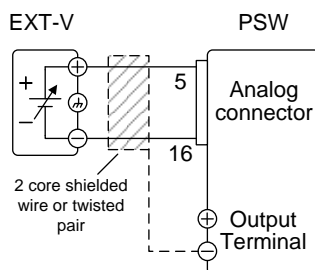 EXT-V
PSW
+
−
+
−
5
16
Analog
connector
2 core shielded
wire or twisted
pair
+
−
Output
Terminal